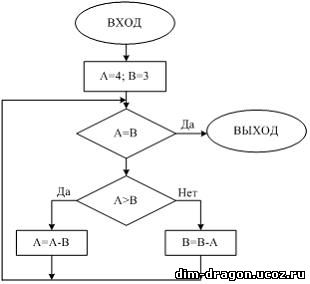 ВХОД
A=4; B=3
A=B
Да
ВЫХОД
A>B
Да
Нет
A=A-B
B=B-A
dim-dragon.ucoz.ru